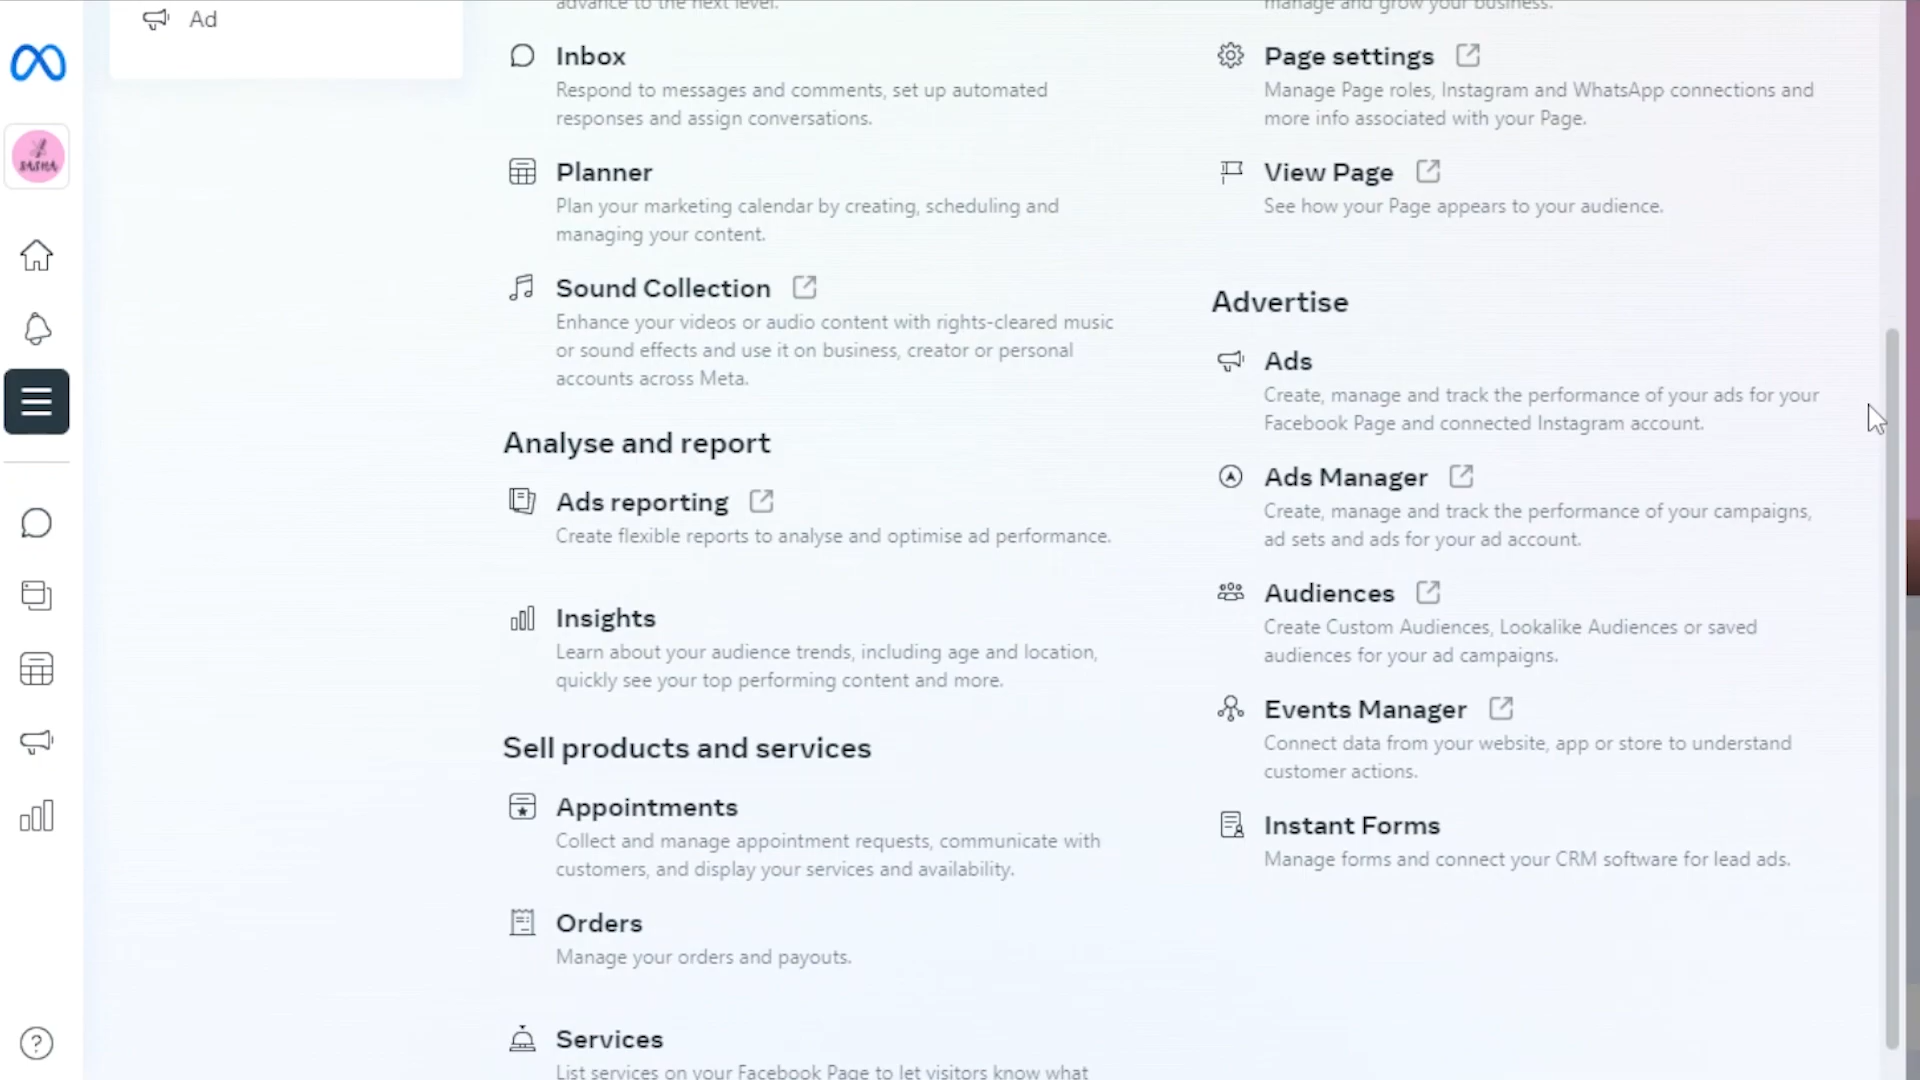 Ad
SASHA
advance to the next level.
Inbox
Respond to messages and comments, set up automated
responses and assign conversations.
Planner
Plan your marketing calendar by creating, scheduling and
managing your content.
Sound Collection
Enhance your videos or audio content with rights-cleared music
or sound effects and use it on business, creator or personal
accounts across Meta.
Analyse and report
Ads reporting
Create flexible reports to analyse and optimise ad performance.
Insights
Learn about your audience trends, including age and location,
quickly see your top performing content and more.
Sell products and services
Appointments
Collect and manage appointment requests, communicate with
customers, and display your services and availability.
Orders
Manage your orders and payouts.
Services
List services on your Facebook Page to let visitors know what
manage and grow your business.
Page settings
Manage Page roles, Instagram and WhatsApp connections and
more info associated with your Page.
View Page
See how your Page appears to your audience.
Advertise
Ads
Create, manage and track the performance of your ads for your
Facebook Page and connected Instagram account.
Ads Manager
Create, manage and track the performance of your campaigns,
ad sets and ads for your ad account.
Audiences
Create Custom Audiences, Lookalike Audiences or saved
audiences for your ad campaigns.
Events Manager
Connect data from your website, app or store to understand
customer actions.
Instant Forms
Manage forms and connect your CRM software for lead ads.